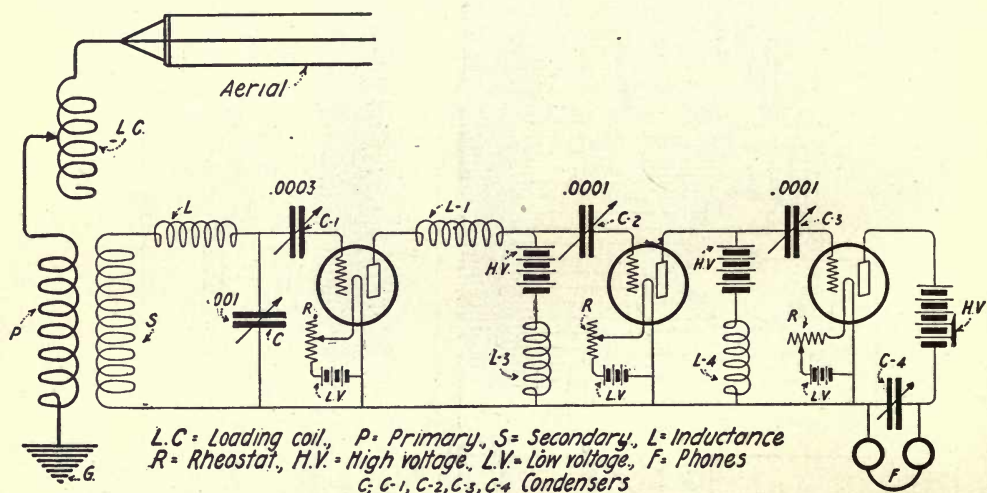 Aerial
L.C.
.0003
.0001
.0001
L
C-1
L-1
C-2
C-3
H.V.
H.V
.001
C
P
S
R
R
R
H.V
L-3
L-4
C-4
L.V.
L.V.
L.V.
G.
F
L.C = Loading coil., P = Primary., S = Secondary., L = Inductance
R = Rheostat., H.V. = High voltage., L.V. = Low voltage., F = Phones
C, C-1, C-2, C-3, C-4 Condensers